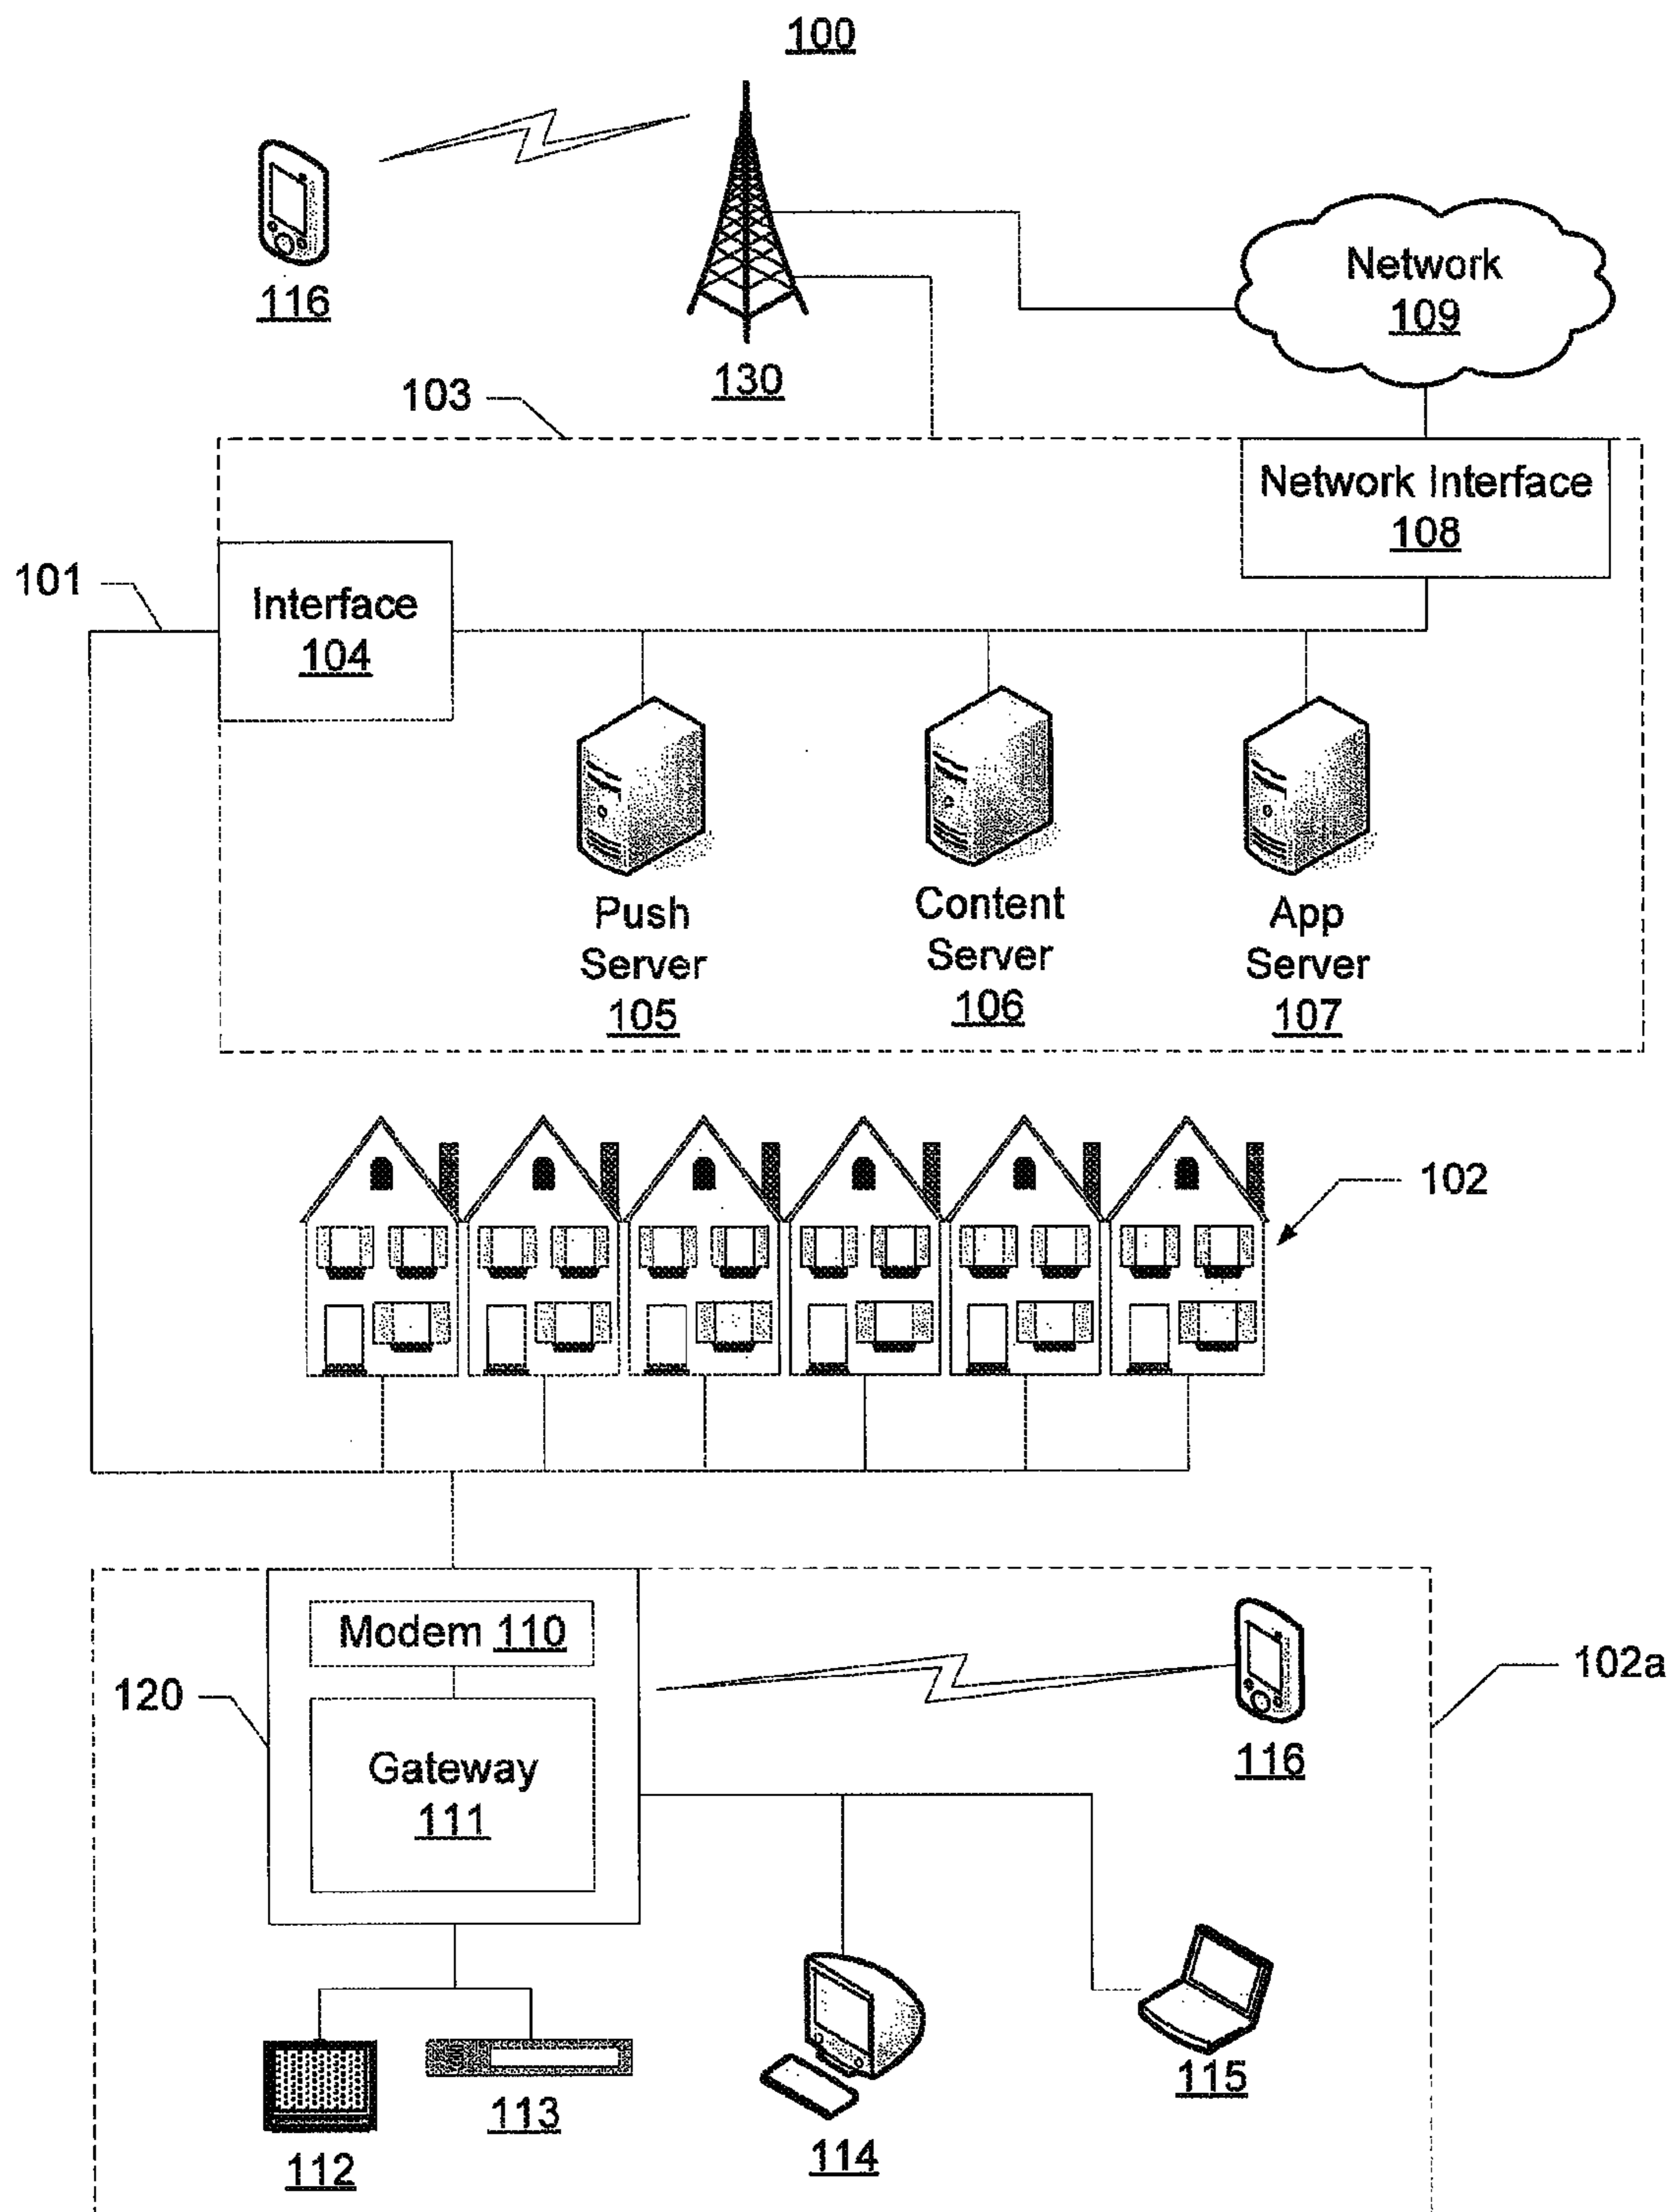 100
116
130
Network
109
103
Network Interface
108
101
Interface
104
Push
Server
105
Content
Server
106
App
Server
107
102
Modem 110
120
Gateway
111
116
102a
112
113
114
115